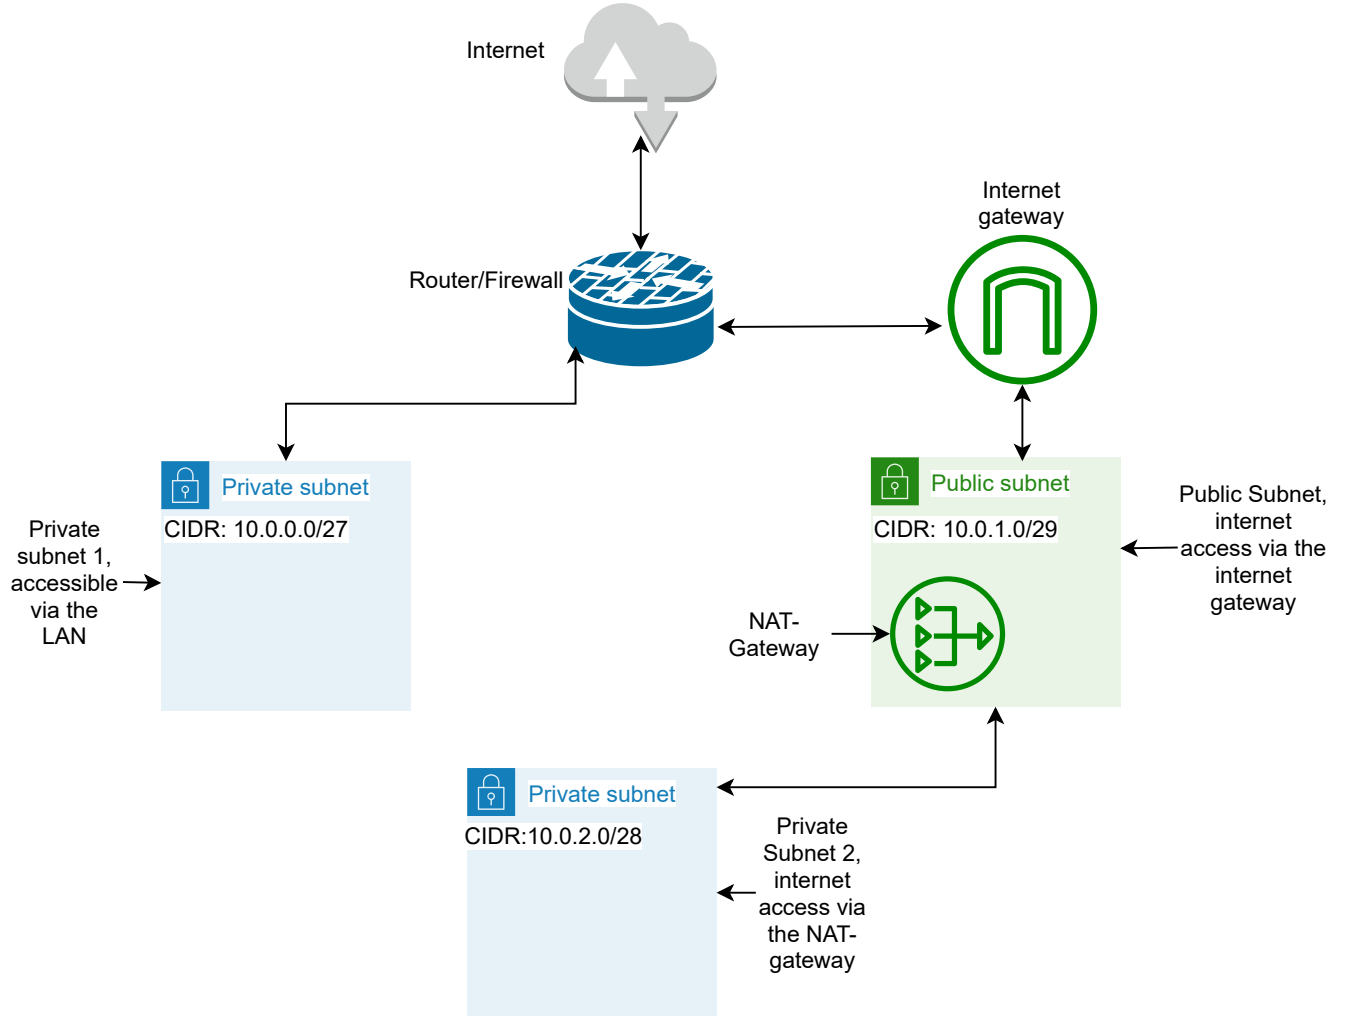 Internet
Internet
gateway
Router/Firewall
Private subnet
CIDR: 10.0.0.0/27
Private
subnet 1,
accessible
via the
LAN
Public subnet
CIDR: 10.0.1.0/29
Public Subnet,
internet
access via the
internet
gateway
NAT-
Gateway
Private subnet
CIDR:10.0.2.0/28
Private
Subnet 2,
internet
access via
the NAT-
gateway